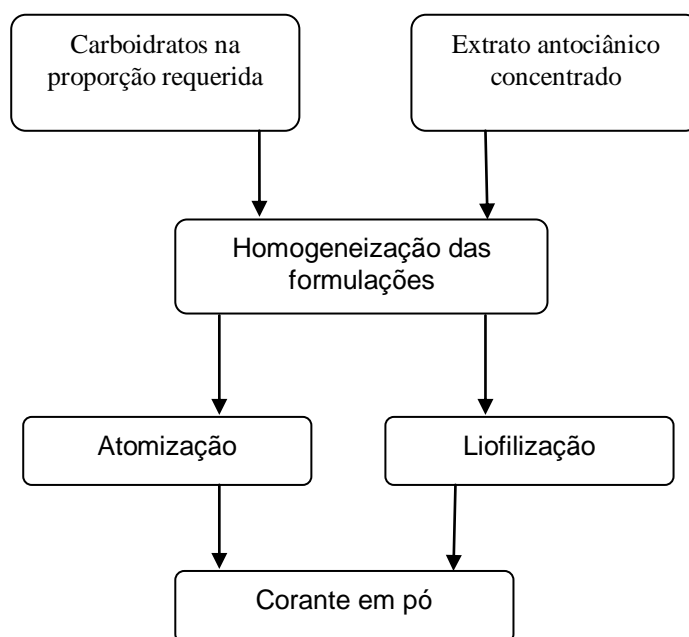 Carboidratos na
proporção requerida
Extrato antociânico
concentrado
Homogeneização das
formulações
Atomização
Liofilização
Corante em pó